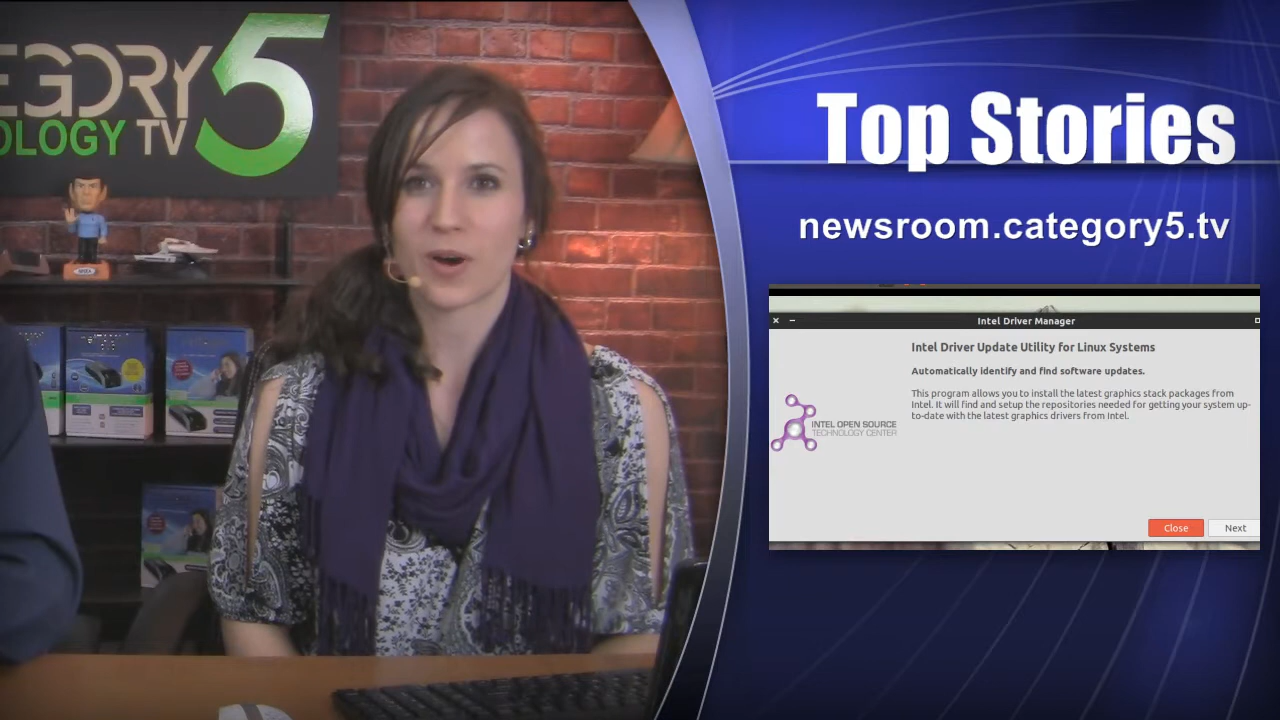 EGORY 5
OLOGY TV
Top Stories
newsroom.category5.tv
Intel Driver Manager
Intel Driver Update Utility for Linux Systems
Automatically identify and find software updates.
This program allows you to install the latest graphics stack packages from
Intel. It will find and setup the repositories needed for getting your system up-
to-date with the latest graphics drivers from Intel.
INTEL OPEN SOURCE
TECHNOLOGY CENTER
Close
Next